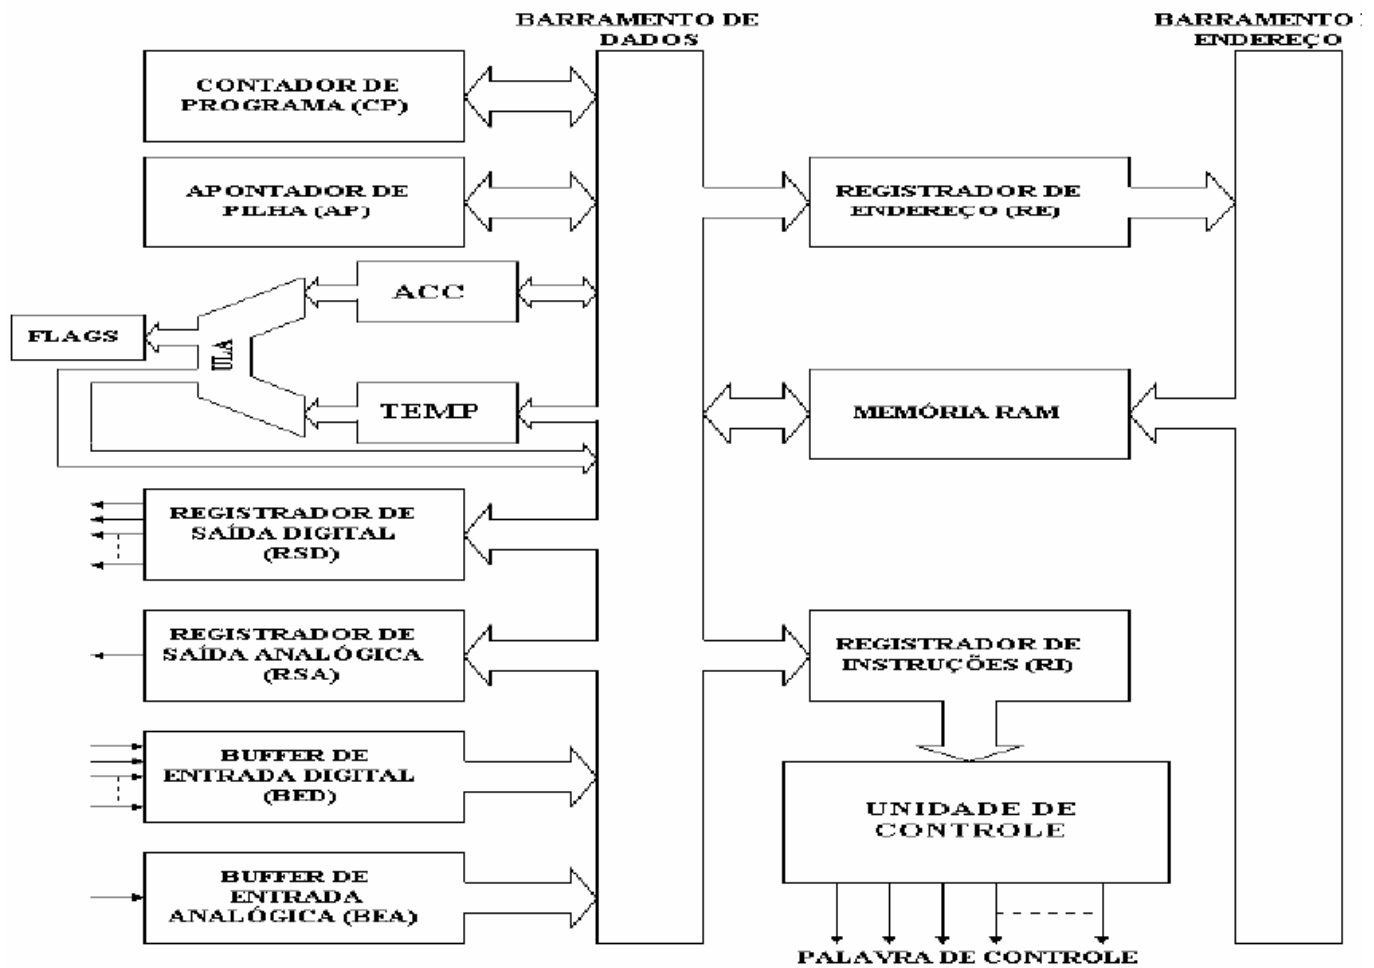 BARRAMENTO DE
DADOS
BARRAMENTO
ENDEREÇO
CONTADOR DE
PROGRAMA (CP)
APONTADOR DE
PILHA (AP)
REGISTRADOR DE
ENDEREÇO (RE)
ACC
FLAGS
ULA
TEMP
MEMÓRIA RAM
REGISTRADOR DE
SAÍDA DIGITAL
(RSD)
REGISTRADOR DE
SAÍDA ANALÓGICA
(RSA)
REGISTRADOR DE
INSTRUÇÕES (RI)
BUFFER DE
ENTRADA DIGITAL
(BED)
UNIDADE DE
CONTROLE
BUFFER DE
ENTRADA
ANALÓGICA (BEA)
PALAVRA DE CONTROLE